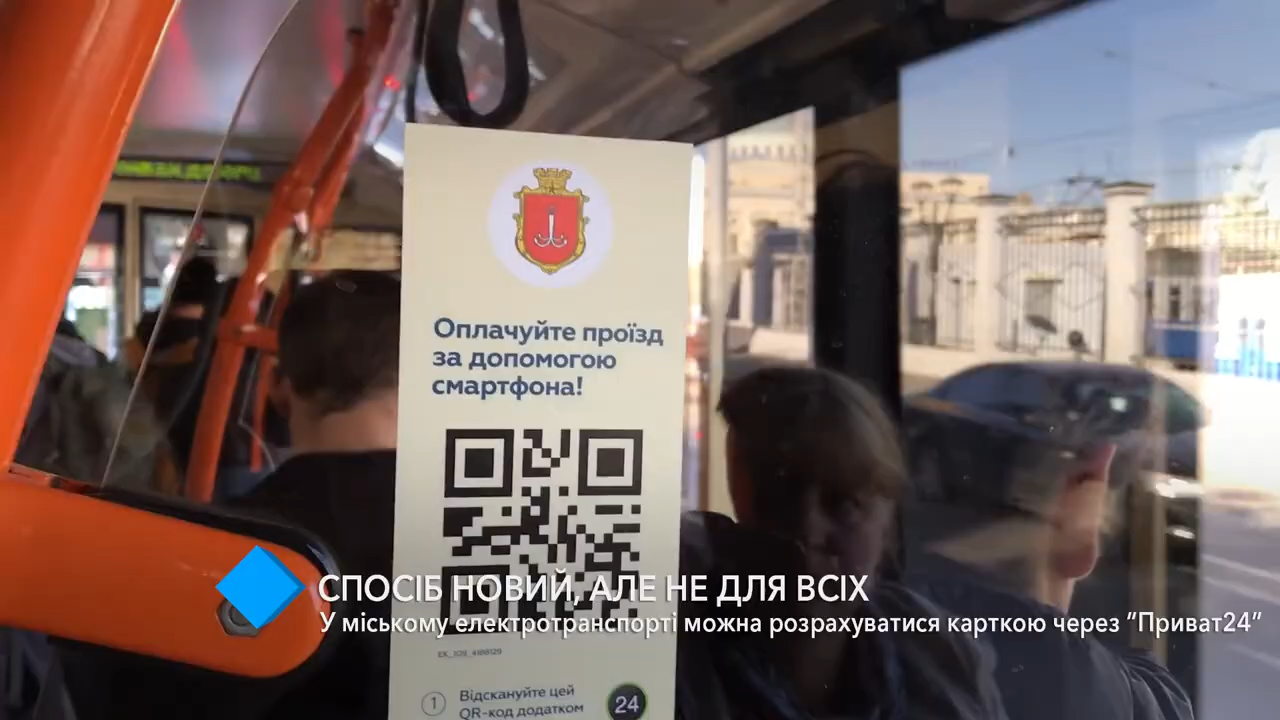 Оплачуйте проїзд
за допомогою
смартфона!
СПОСІБ НОВИЙ, АЛЕ НЕ ДЛЯ ВСІХ
У міському електротранспорті можна розрахуватися карткою через "Приват24"
1 Відскануйте цей 24
QR-код додатком